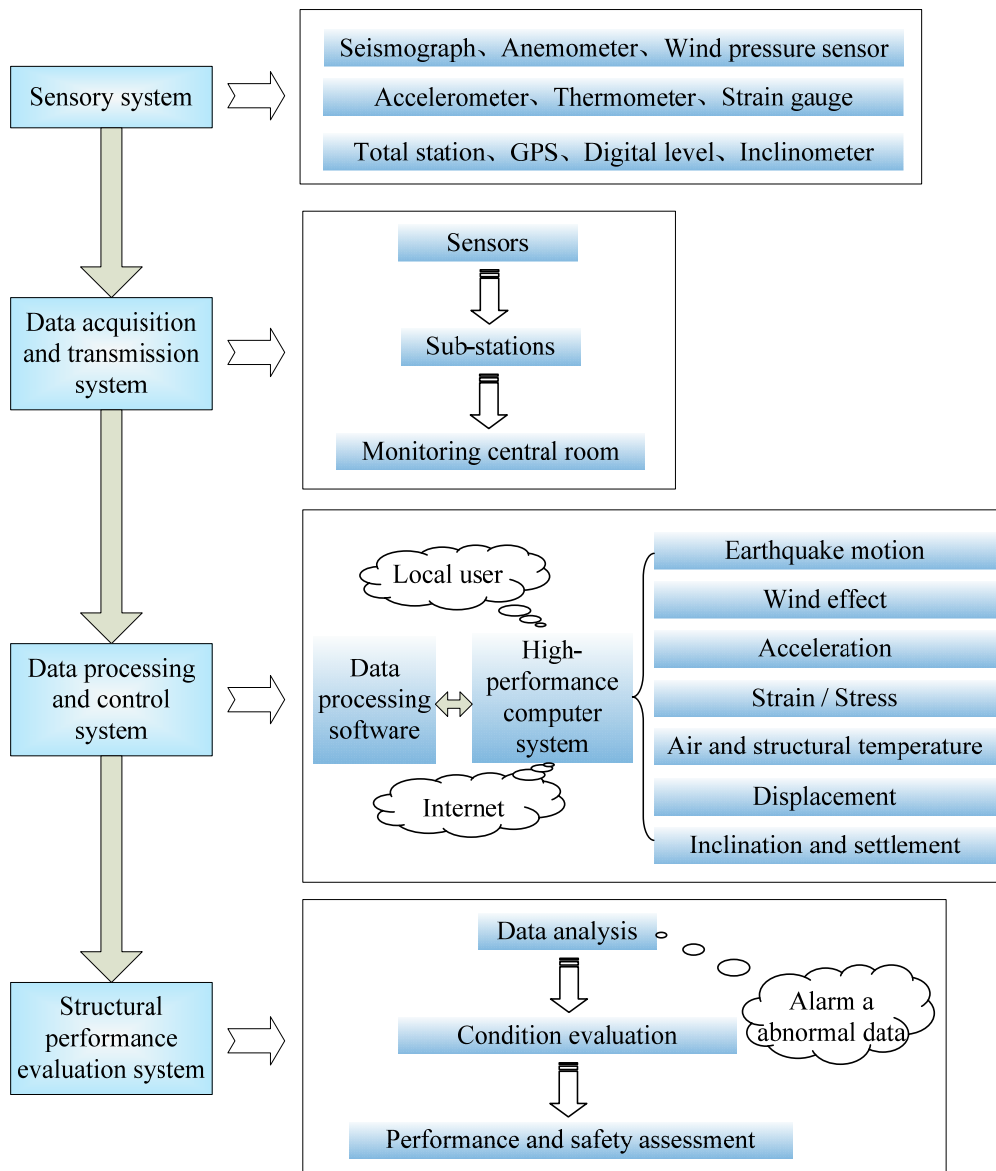 Sensory system
Seismograph、Anemometer、Wind pressure sensor
Accelerometer、Thermometer、Strain gauge
Total station、GPS、Digital level、Inclinometer
Data acquisition
and transmission
system
Sensors
Sub-stations
Monitoring central room
Data processing
and control
system
Local user
Data
processing
software
High-
performance
computer
system
Internet
Earthquake motion
Wind effect
Acceleration
Strain / Stress
Air and structural temperature
Displacement
Inclination and settlement
Structural
performance
evaluation system
Data analysis
Alarm a
abnormal data
Condition evaluation
Performance and safety assessment